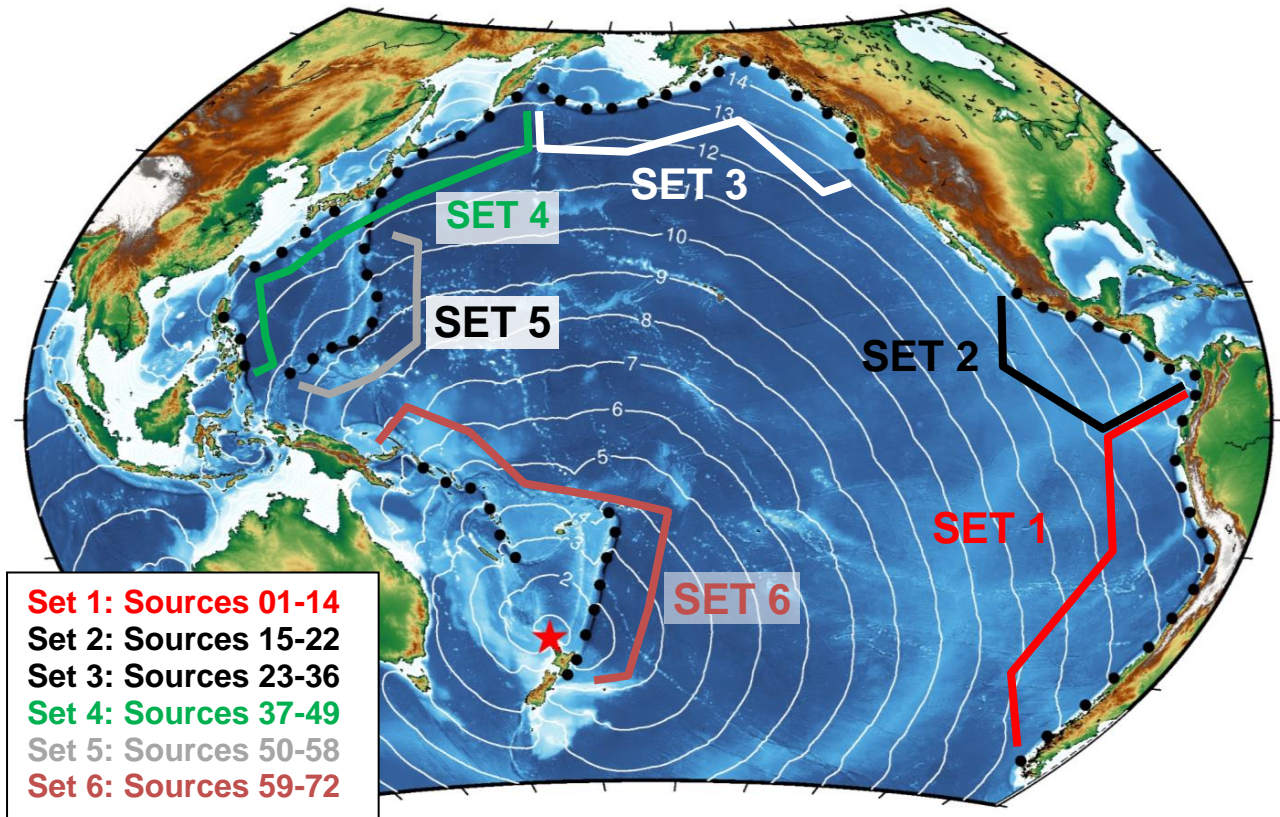 14
13
12
SET 3
11
SET 4
10
9
SET 5
8
SET 2
7
6
5
SET 1
4
3
2
SET 6
Set 1: Sources 01-14
Set 2: Sources 15-22
Set 3: Sources 23-36
Set 4: Sources 37-49
Set 5: Sources 50-58
Set 6: Sources 59-72